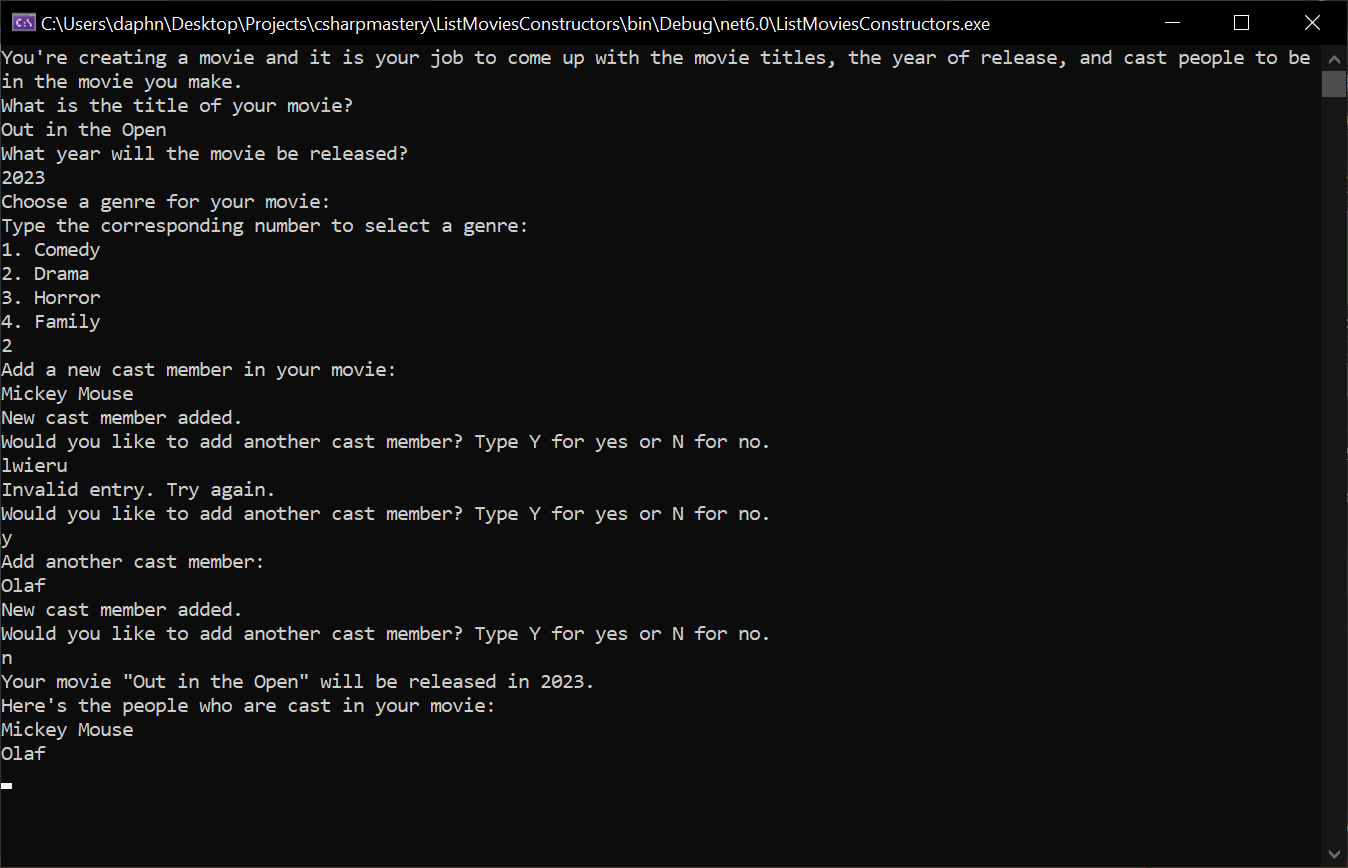 C:\Users\daphn\Desktop\Projects\csharpmastery\ListMoviesConstructors\bin\Debug\net6.0\ListMoviesConstructors.exe
You're creating a movie and it is your job to come up with the movie titles, the year of release, and cast people to be
in the movie you make.
What is the title of your movie?
Out in the Open
What year will the movie be released?
2023
Choose a genre for your movie:
Type the corresponding number to select a genre:
1. Comedy
2. Drama
3. Horror
4. Family
2
Add a new cast member in your movie:
Mickey Mouse
New cast member added.
Would you like to add another cast member? Type Y for yes or N for no.
lwieru
Invalid entry. Try again.
Would you like to add another cast member? Type Y for yes or N for no.
y
Add another cast member:
Olaf
New cast member added.
Would you like to add another cast member? Type Y for yes or N for no.
n
Your movie "Out in the Open" will be released in 2023.
Here's the people who are cast in your movie:
Mickey Mouse
Olaf